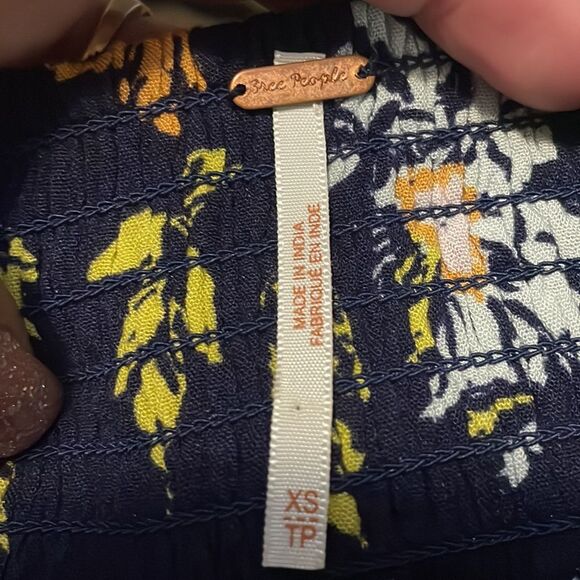 Free People
MADE IN INDIA
FABRIQUÉ EN INDE
XS
TP